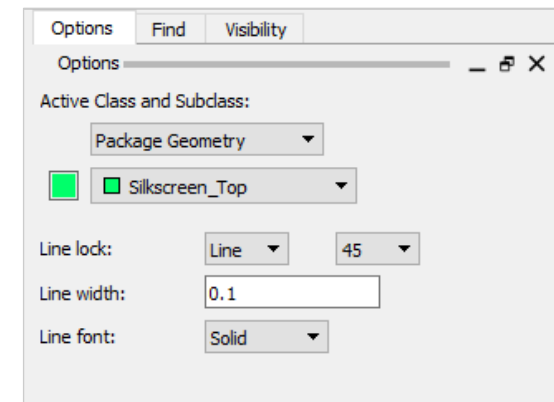 Options Find Visibility
Options
Active Class and Subclass:
Package Geometry
Silkscreen_Top
Line lock: Line 45
Line width: 0.1
Line font: Solid